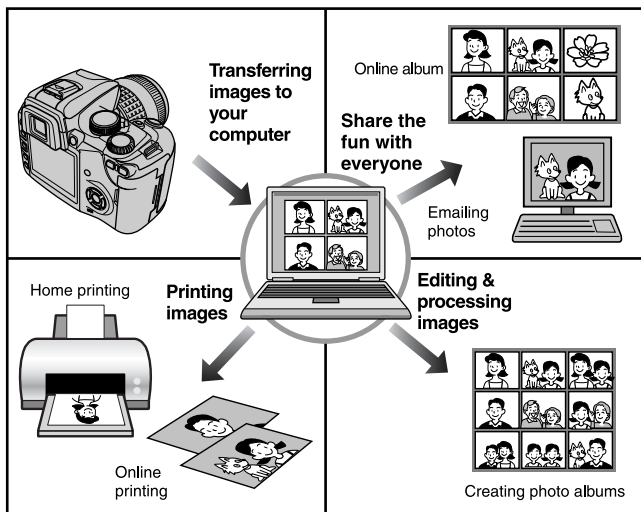 Transferring
images to
your
computer
Online album
Share the
fun with
everyone
Emailing
photos
Home printing
Printing
images
Online
printing
Editing &
processing
images
Creating photo albums